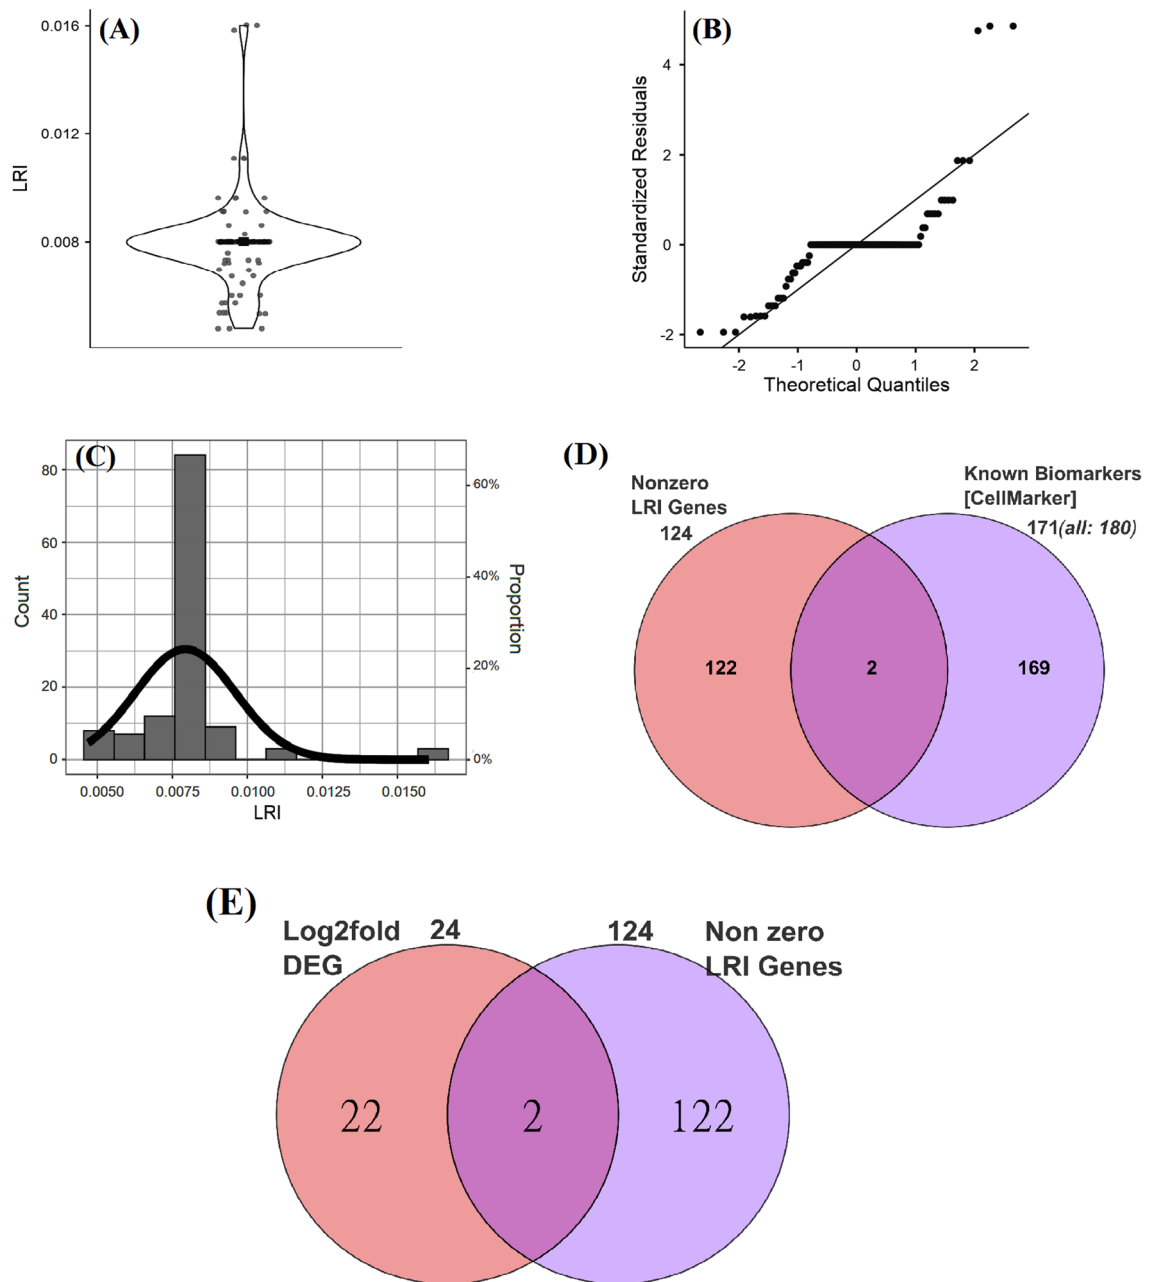 (A)
0.016
0.012
0.008
LRI
(B)
4
2
0
-2
Standardized Residuals
-2 -1 0 1 2
Theoretical Quantiles
(C)
80
60
40
20
0
Count
60%
40%
20%
0%
Proportion
0.0050 0.0075 0.0100 0.0125 0.0150
LRI
(D)
Nonzero
LRI Genes
124
Known Biomarkers
[CellMarker]
171(all: 180)
122 2 169
(E)
Log2fold
DEG
24
124
Non zero
LRI Genes
22 2 122